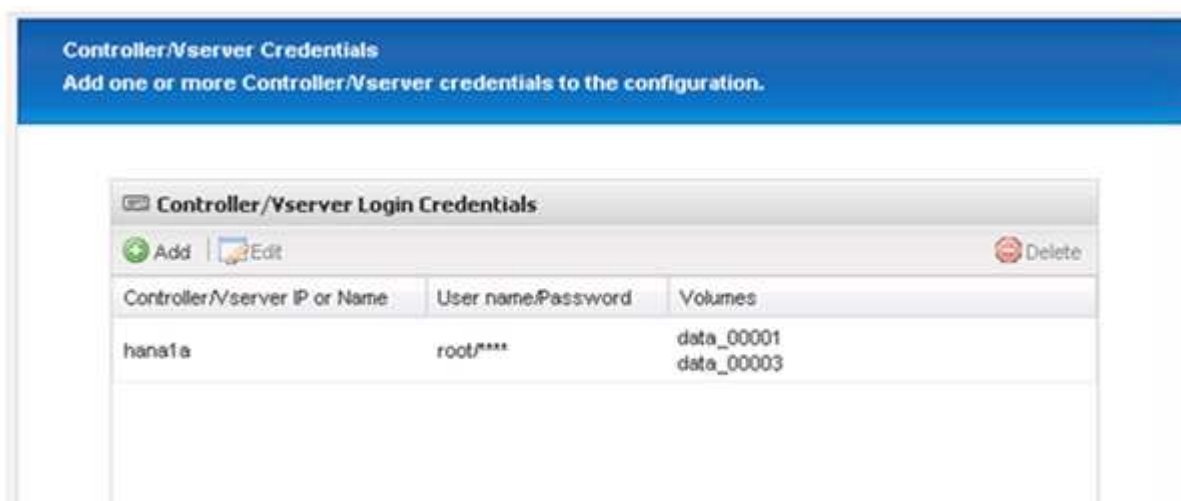 Controller/Vserver Credentials
Add one or more Controller/Vserver credentials to the configuration.
Controller/Vserver Login Credentials
Add Edit Delete
Controller/Vserver IP or Name User name/Password Volumes
hana1a root/**** data_00001
data_00003